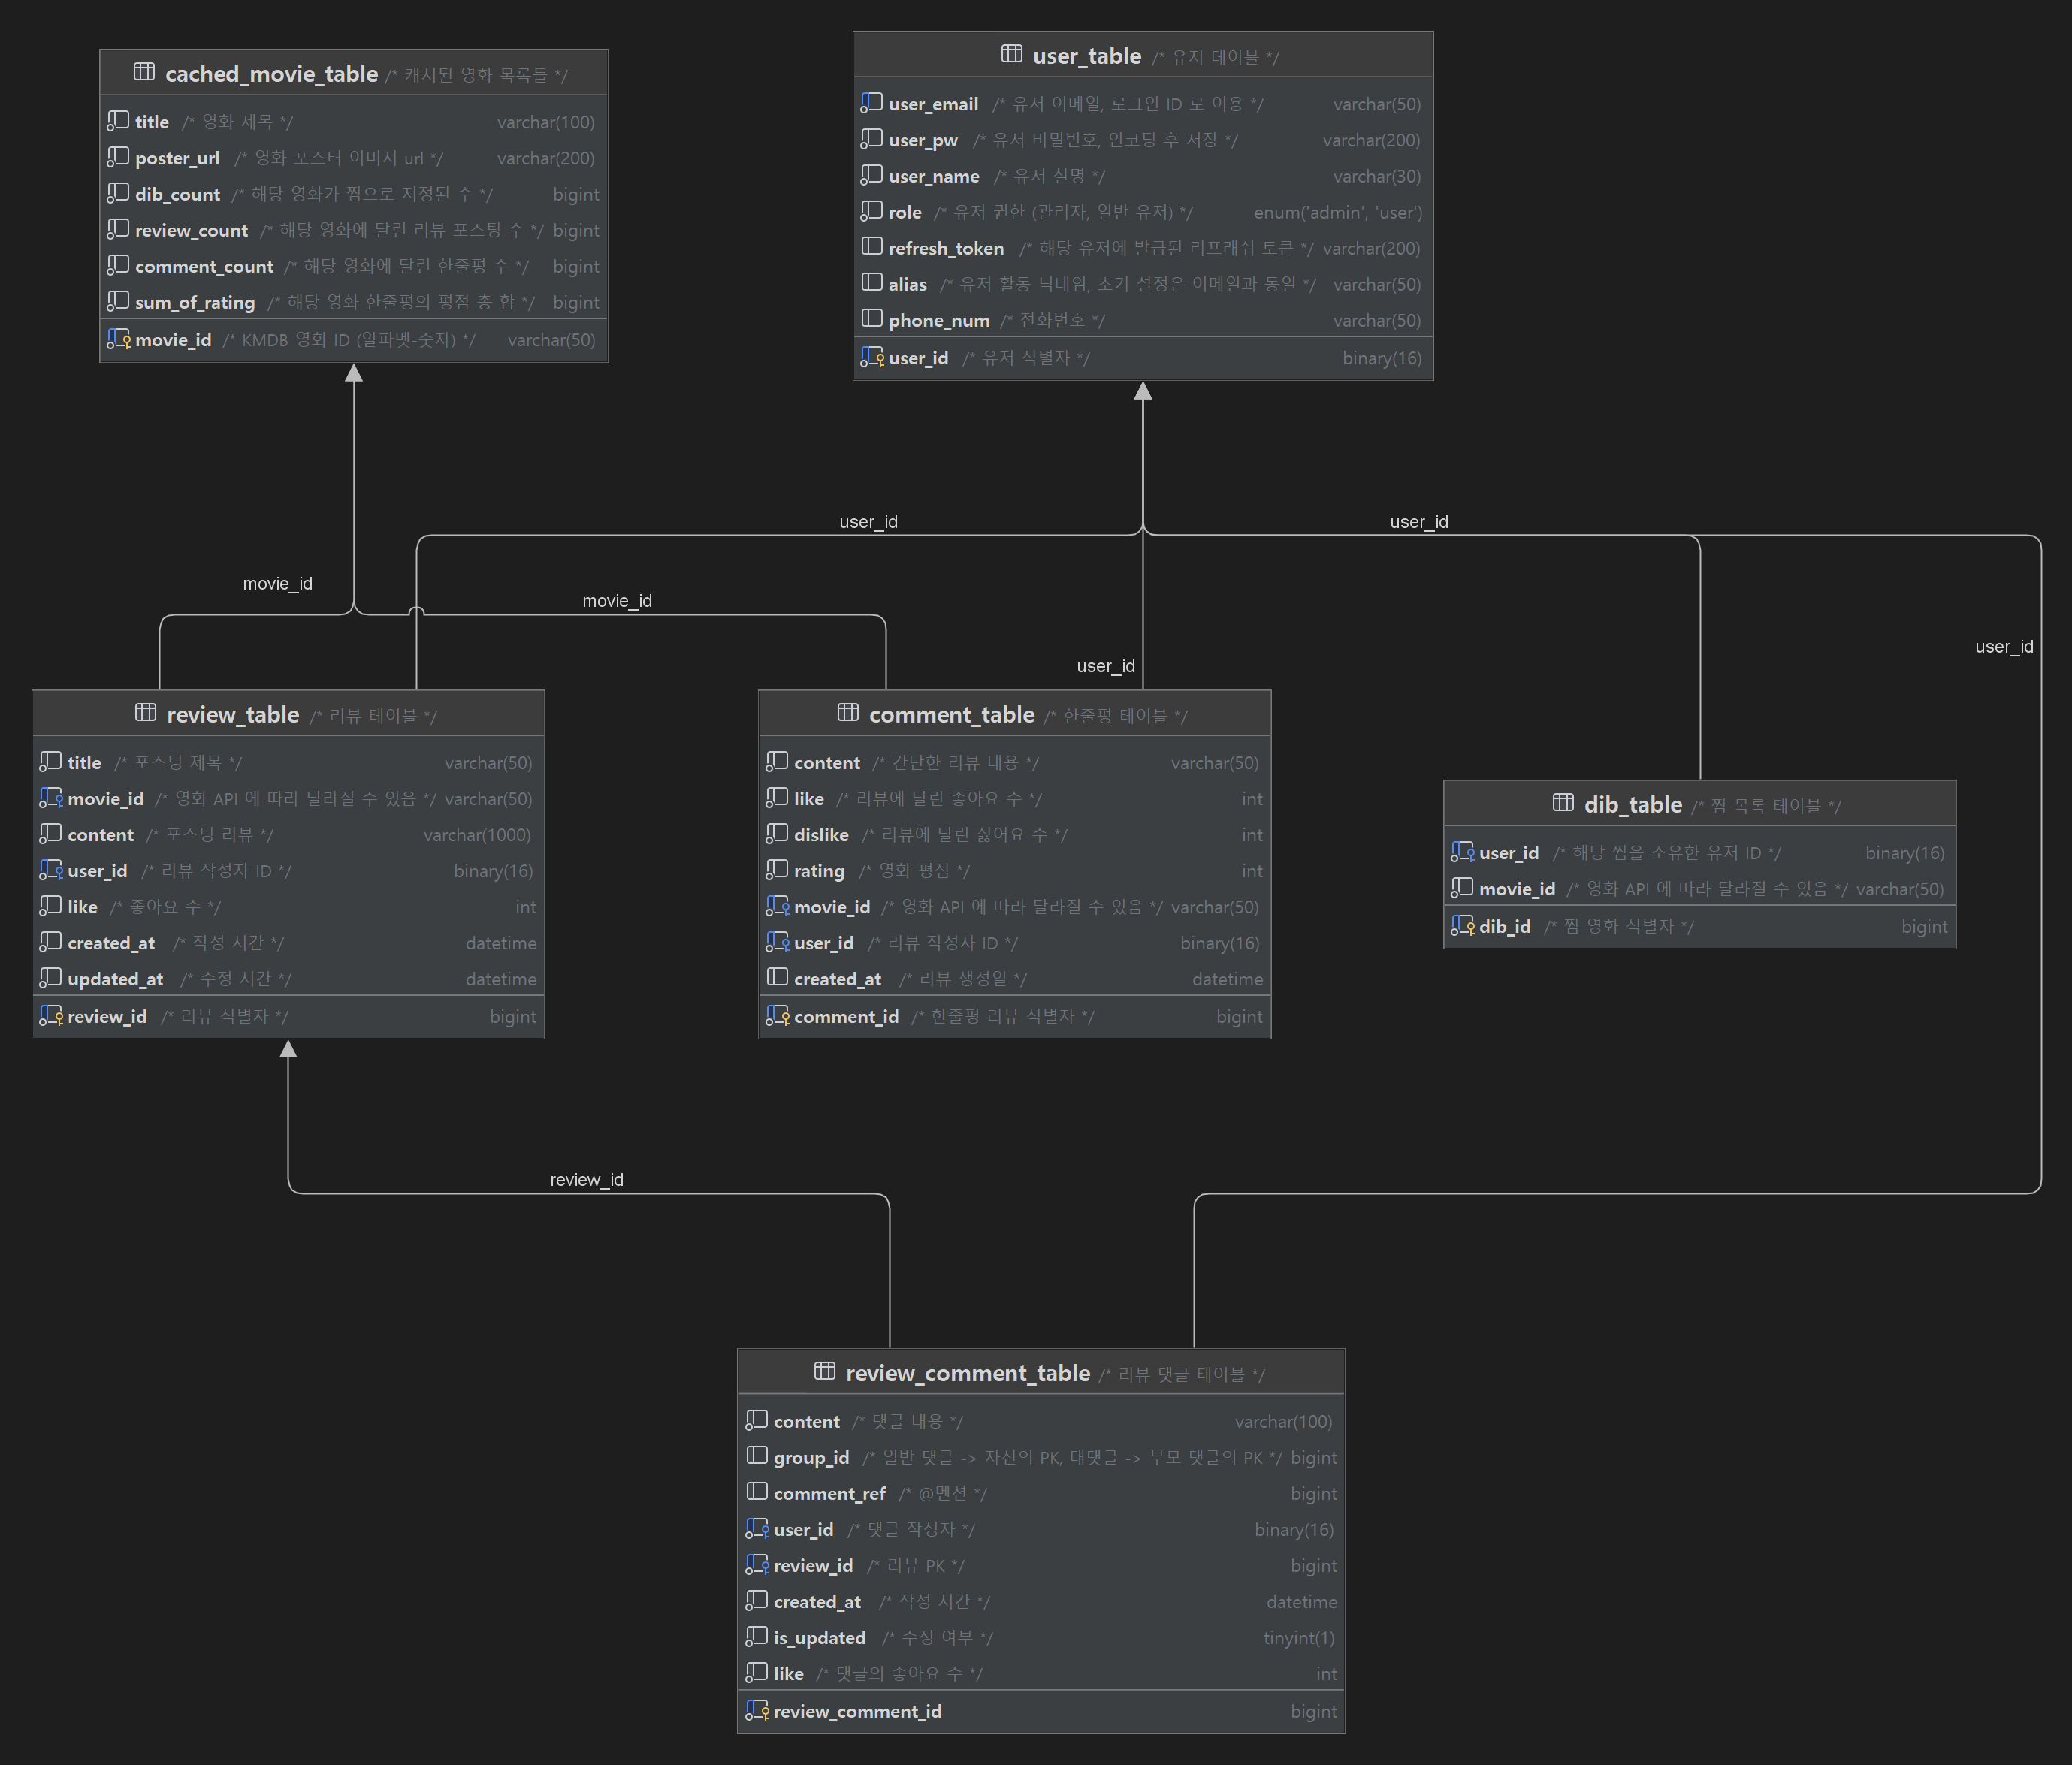 cached_movie_table /* 캐시된 영화 목록들 */
title /* 영화 제목 */ varchar(100)
poster_url /* 영화 포스터 이미지 url */ varchar(200)
dib_count /* 해당 영화가 찜으로 지정된 수 */ bigint
review_count /* 해당 영화에 달린 리뷰 포스팅 수 */ bigint
comment_count /* 해당 영화에 달린 한줄평 수 */ bigint
sum_of_rating /* 해당 영화 한줄평의 평점 총 합 */ bigint
movie_id /* KMDB 영화 ID (알파벳-숫자) */ varchar(50)
user_table /* 유저 테이블 */
user_email /* 유저 이메일, 로그인 ID 로 이용 */ varchar(50)
user_pw /* 유저 비밀번호, 인코딩 후 저장 */ varchar(200)
user_name /* 유저 실명 */ varchar(30)
role /* 유저 권한 (관리자, 일반 유저) */ enum('admin', 'user')
refresh_token /* 해당 유저에 발급된 리프래쉬 토큰 */ varchar(200)
alias /* 유저 활동 닉네임, 초기 설정은 이메일과 동일 */ varchar(50)
phone_num /* 전화번호 */ varchar(50)
user_id /* 유저 식별자 */ binary(16)
user_id
user_id
movie_id
movie_id
user_id
user_id
review_table /* 리뷰 테이블 */
title /* 포스팅 제목 */ varchar(50)
movie_id /* 영화 API 에 따라 달라질 수 있음 */ varchar(50)
content /* 포스팅 리뷰 */ varchar(1000)
user_id /* 리뷰 작성자 ID */ binary(16)
like /* 좋아요 수 */ int
created_at /* 작성 시간 */ datetime
updated_at /* 수정 시간 */ datetime
review_id /* 리뷰 식별자 */ bigint
comment_table /* 한줄평 테이블 */
content /* 간단한 리뷰 내용 */ varchar(50)
like /* 리뷰에 달린 좋아요 수 */ int
dislike /* 리뷰에 달린 싫어요 수 */ int
rating /* 영화 평점 */ int
movie_id /* 영화 API 에 따라 달라질 수 있음 */ varchar(50)
user_id /* 리뷰 작성자 ID */ binary(16)
created_at /* 리뷰 생성일 */ datetime
comment_id /* 한줄평 리뷰 식별자 */ bigint
dib_table /* 찜 목록 테이블 */
user_id /* 해당 찜을 소유한 유저 ID */ binary(16)
movie_id /* 영화 API 에 따라 달라질 수 있음 */ varchar(50)
dib_id /* 찜 영화 식별자 */ bigint
review_id
review_comment_table /* 리뷰 댓글 테이블 */
content /* 댓글 내용 */ varchar(100)
group_id /* 일반 댓글 -> 자신의 PK, 대댓글 -> 부모 댓글의 PK */ bigint
comment_ref /* @멘션 */ bigint
user_id /* 댓글 작성자 */ binary(16)
review_id /* 리뷰 PK */ bigint
created_at /* 작성 시간 */ datetime
is_updated /* 수정 여부 */ tinyint(1)
like /* 댓글의 좋아요 수 */ int
review_comment_id bigint